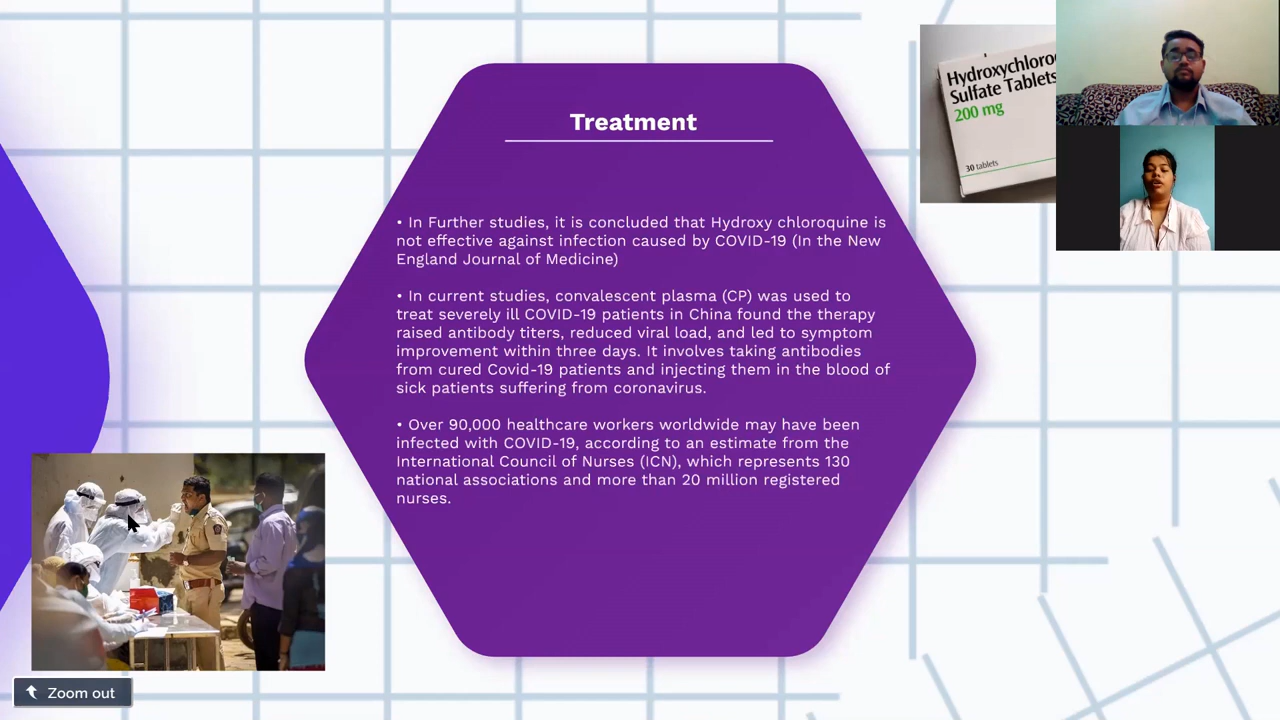 Treatment
• In Further studies, it is concluded that Hydroxy chloroquine is
not effective against infection caused by COVID-19 (In the New
England Journal of Medicine)
• In current studies, convalescent plasma (CP) was used to
treat severely ill COVID-19 patients in China found the therapy
raised antibody titers, reduced viral load, and led to symptom
improvement within three days. It involves taking antibodies
from cured Covid-19 patients and injecting them in the blood of
sick patients suffering from coronavirus.
• Over 90,000 healthcare workers worldwide may have been
infected with COVID-19, according to an estimate from the
International Council of Nurses (ICN), which represents 130
national associations and more than 20 million registered
nurses.
Hydroxychloro
Sulfate Tablets
200 mg
30 tablets
Zoom out